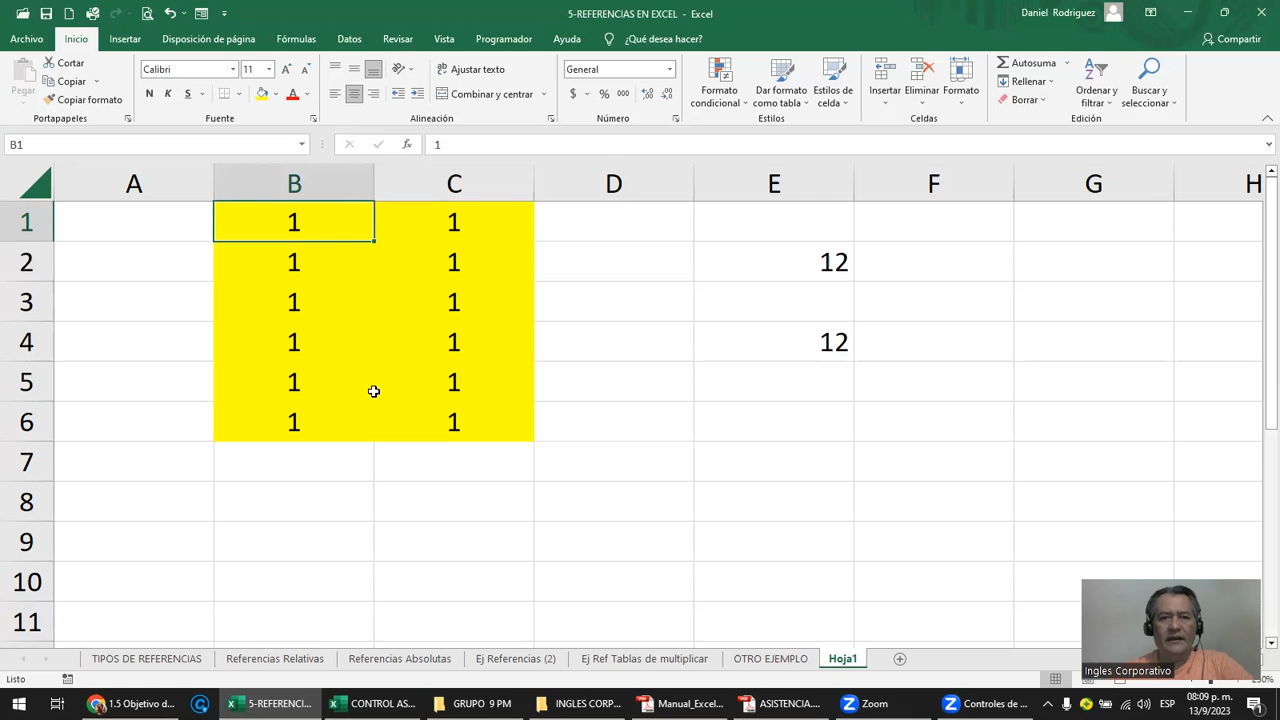 5-REFERENCIAS EN EXCEL - Excel
Daniel Rodriguez
Archivo Inicio Insertar Disposición de página Fórmulas Datos Revisar Vista Programador Ayuda ¿Qué desea hacer? Compartir
Pegar
Cortar
Copiar
Copiar formato
Portapapeles
Calibri 11
N K S
Fuente
Ajustar texto
Combinar y centrar
Alineación
General
$ % 000
Número
Formato condicional
Dar formato como tabla
Estilos de celda
Estilos
Insertar Eliminar Formato
Celdas
Autosuma
Rellenar
Borrar
Ordenar y filtrar
Buscar y seleccionar
Edición
B1 fx 1
A B C D E F G H
1 1 1
2 1 1 12
3 1 1
4 1 1 12
5 1 1
6 1 1
7
8
9
10
11
Ingles Corporativo
TIPOS DE REFERENCIAS Referencias Relativas Referencias Absolutas Ej Referencias (2) Ej Ref Tablas de multiplicar OTRO EJEMPLO Hoja1
Listo
1.5 Objetivo d... 5-REFERENCI... CONTROL AS... GRUPO 9 PM INGLES CORP... Manual_Exce... ASISTENCIA.... Zoom Controles de ... ESP 08:09 p. m.
13/9/2023